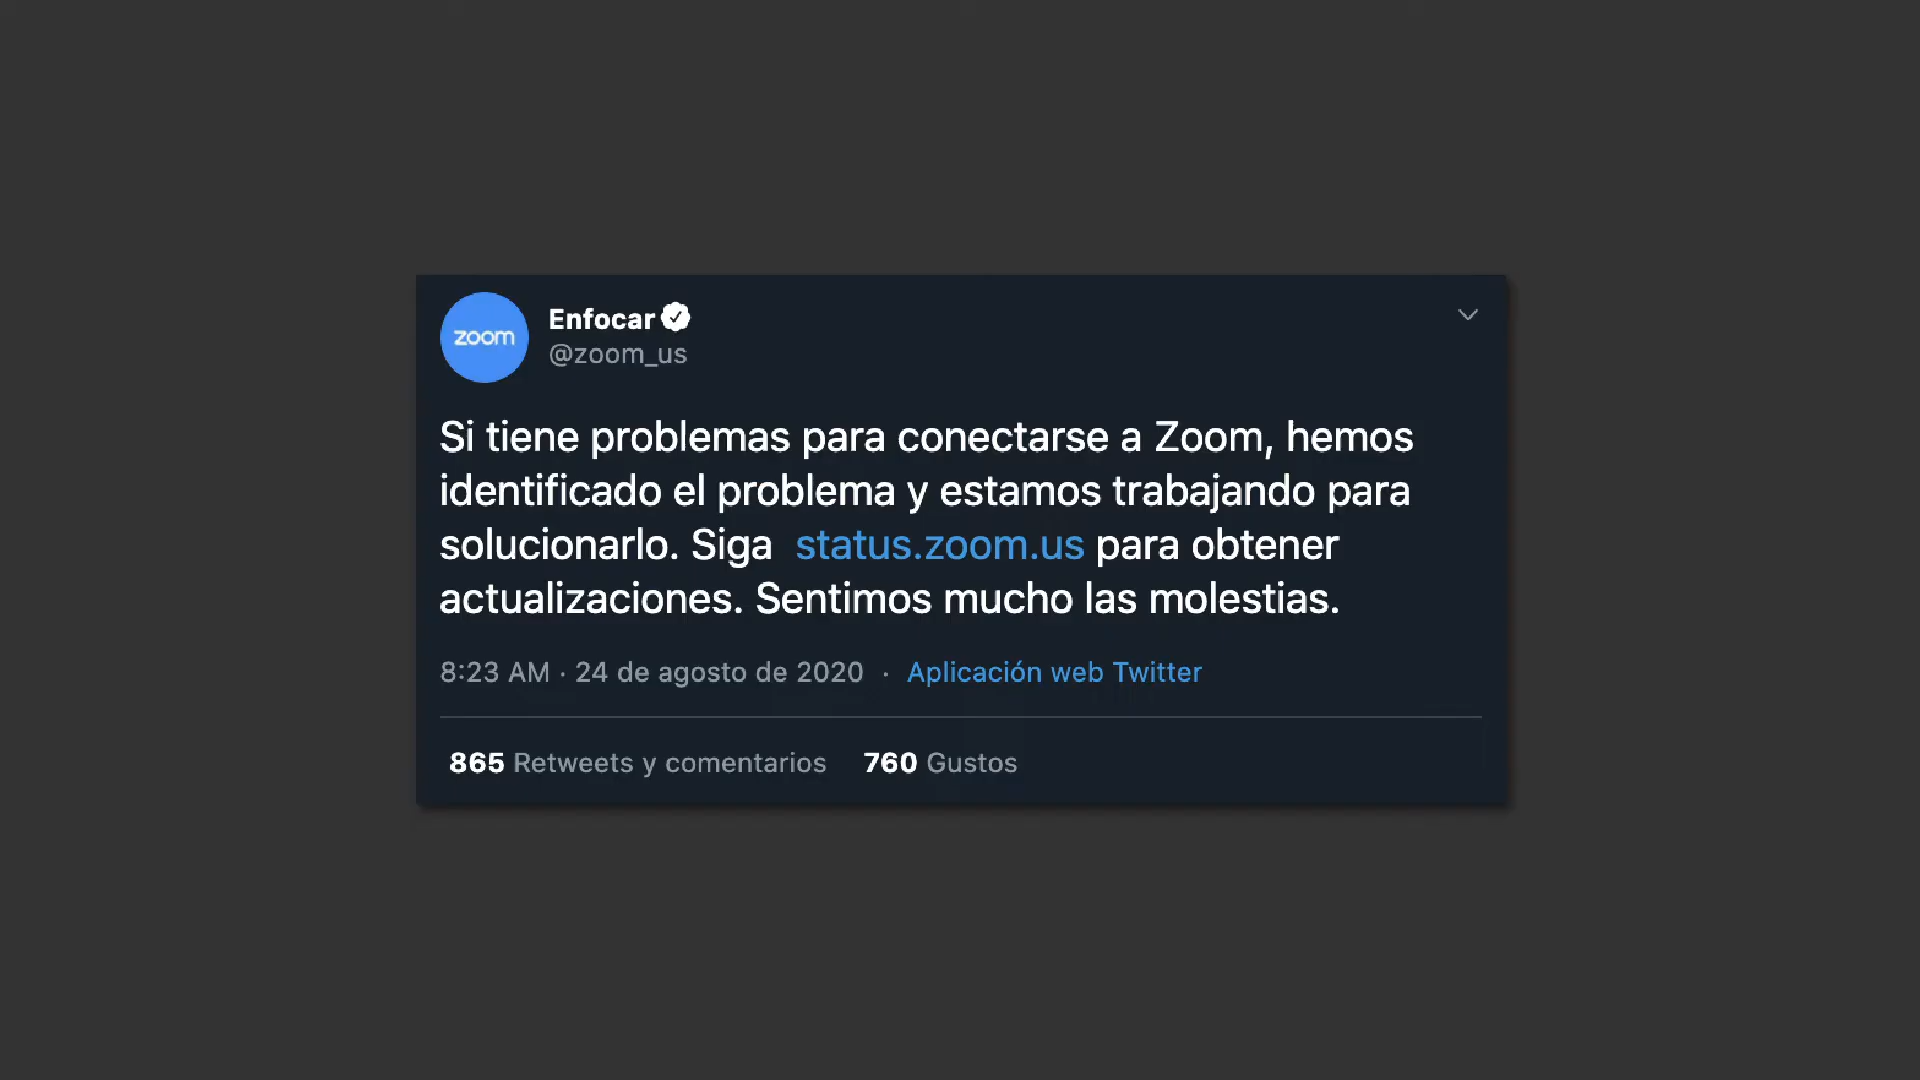 zoom
Enfocar
@zoom_us
Si tiene problemas para conectarse a Zoom, hemos
identificado el problema y estamos trabajando para
solucionarlo. Siga status.zoom.us para obtener
actualizaciones. Sentimos mucho las molestias.
8:23 AM · 24 de agosto de 2020 · Aplicación web Twitter
865 Retweets y comentarios 760 Gustos